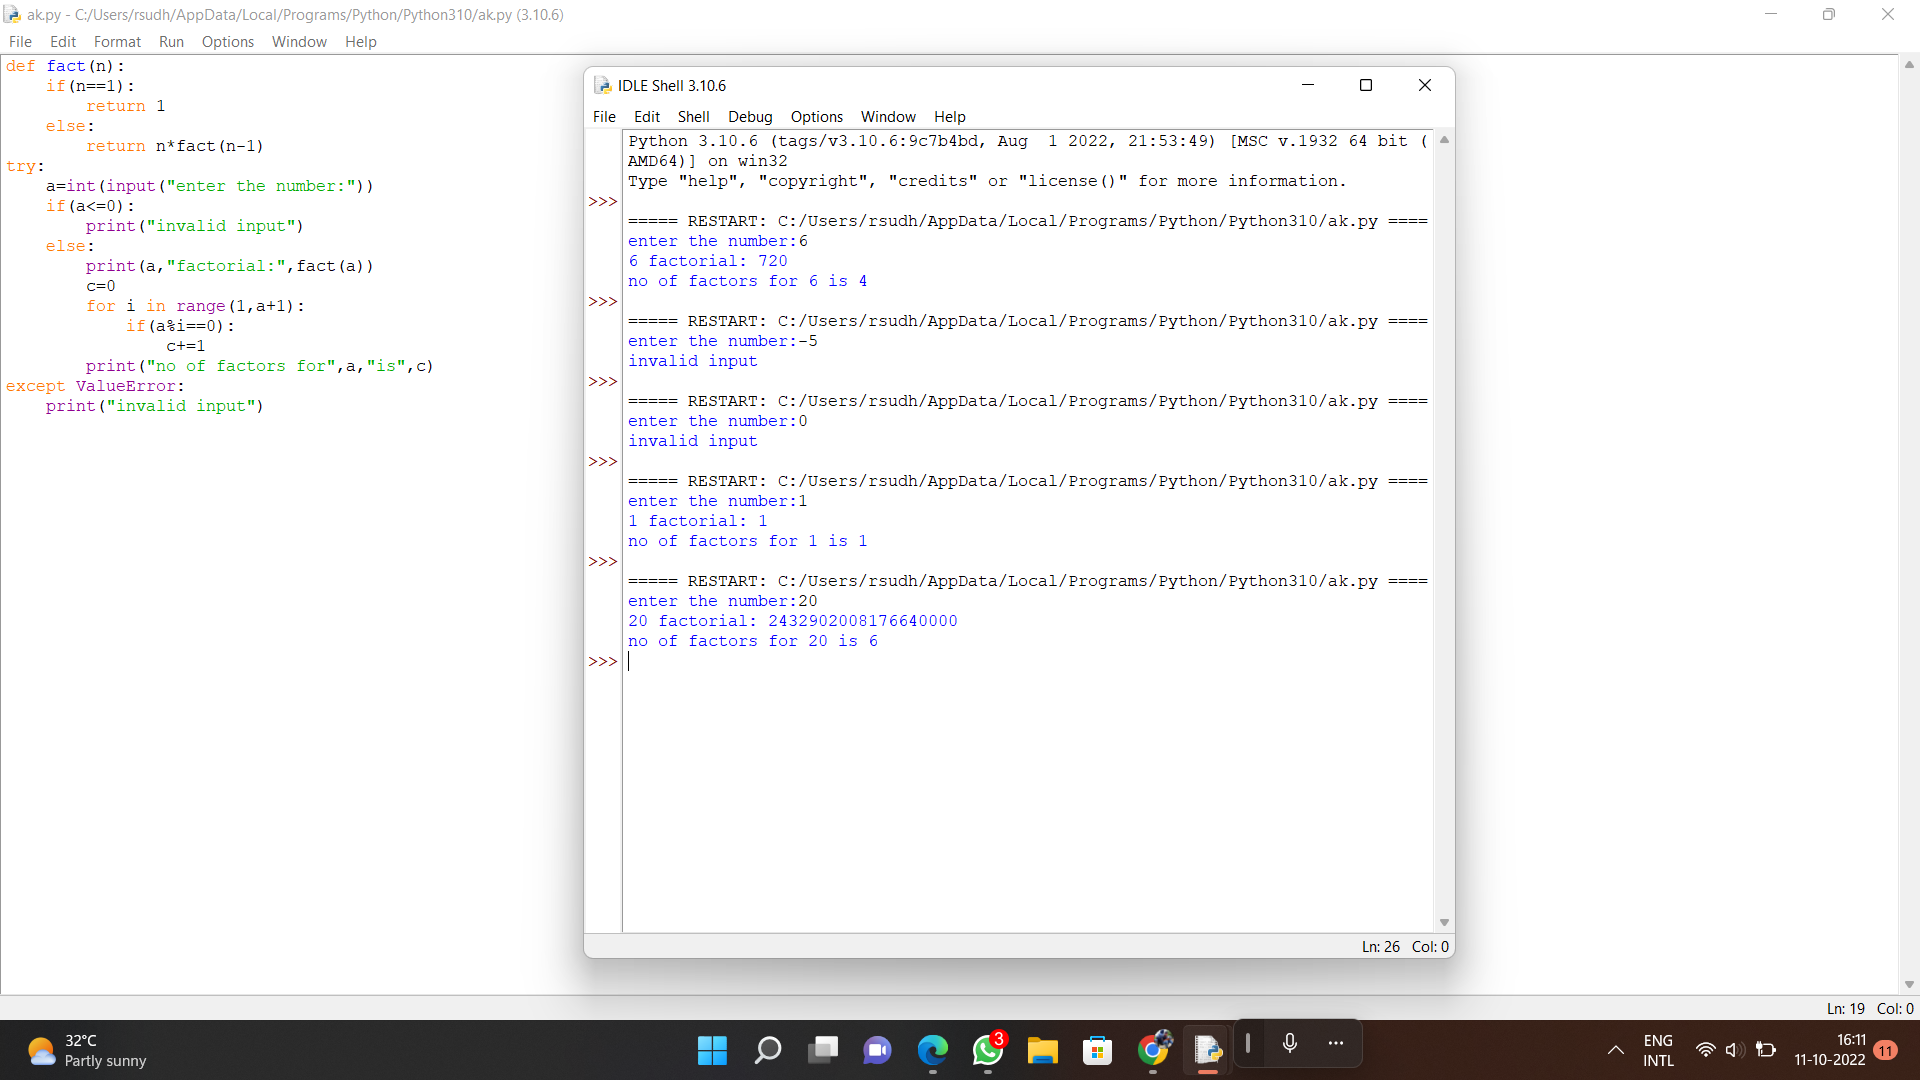 ak.py - C:/Users/rsudh/AppData/Local/Programs/Python/Python310/ak.py (3.10.6)
File Edit Format Run Options Window Help
def fact(n):
    if(n==1):
        return 1
    else:
        return n*fact(n-1)
try:
    a=int(input("enter the number:"))
    if(a<=0):
        print("invalid input")
    else:
        print(a,"factorial:",fact(a))
        c=0
        for i in range(1,a+1):
            if(a%i==0):
                c+=1
        print("no of factors for",a,"is",c)
except ValueError:
    print("invalid input")
IDLE Shell 3.10.6
File Edit Shell Debug Options Window Help
Python 3.10.6 (tags/v3.10.6:9c7b4bd, Aug  1 2022, 21:53:49) [MSC v.1932 64 bit (
AMD64)] on win32
Type "help", "copyright", "credits" or "license()" for more information.
>>>
===== RESTART: C:/Users/rsudh/AppData/Local/Programs/Python/Python310/ak.py ====
enter the number:6
6 factorial: 720
no of factors for 6 is 4
>>>
===== RESTART: C:/Users/rsudh/AppData/Local/Programs/Python/Python310/ak.py ====
enter the number:-5
invalid input
>>>
===== RESTART: C:/Users/rsudh/AppData/Local/Programs/Python/Python310/ak.py ====
enter the number:0
invalid input
>>>
===== RESTART: C:/Users/rsudh/AppData/Local/Programs/Python/Python310/ak.py ====
enter the number:1
1 factorial: 1
no of factors for 1 is 1
>>>
===== RESTART: C:/Users/rsudh/AppData/Local/Programs/Python/Python310/ak.py ====
enter the number:20
20 factorial: 2432902008176640000
no of factors for 20 is 6
>>>
Ln: 26 Col: 0
Ln: 19 Col: 0
32°C
Partly sunny
3
ENG
INTL
16:11
11-10-2022
11